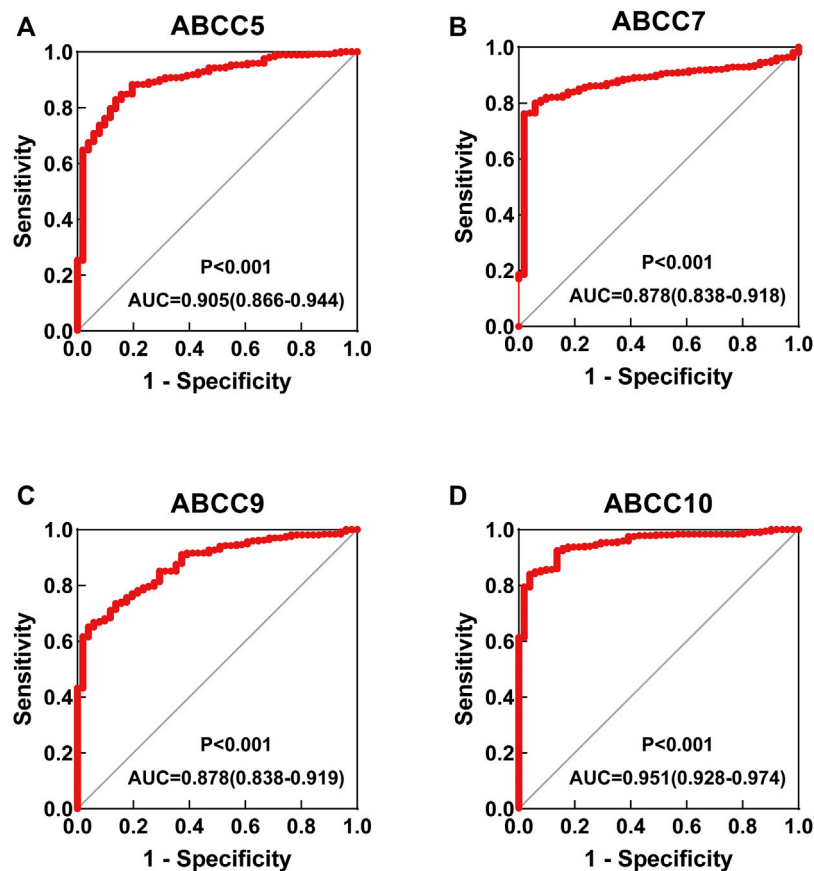 A
ABCC5
Sensitivity
1.0
0.8
0.6
0.4
0.2
0.0
P<0.001
AUC=0.905(0.866-0.944)
0.0 0.2 0.4 0.6 0.8 1.0
1 - Specificity
B
ABCC7
Sensitivity
1.0
0.8
0.6
0.4
0.2
0.0
P<0.001
AUC=0.878(0.838-0.918)
0.0 0.2 0.4 0.6 0.8 1.0
1 - Specificity
C
ABCC9
Sensitivity
1.0
0.8
0.6
0.4
0.2
0.0
P<0.001
AUC=0.878(0.838-0.919)
0.0 0.2 0.4 0.6 0.8 1.0
1 - Specificity
D
ABCC10
Sensitivity
1.0
0.8
0.6
0.4
0.2
0.0
P<0.001
AUC=0.951(0.928-0.974)
0.0 0.2 0.4 0.6 0.8 1.0
1 - Specificity